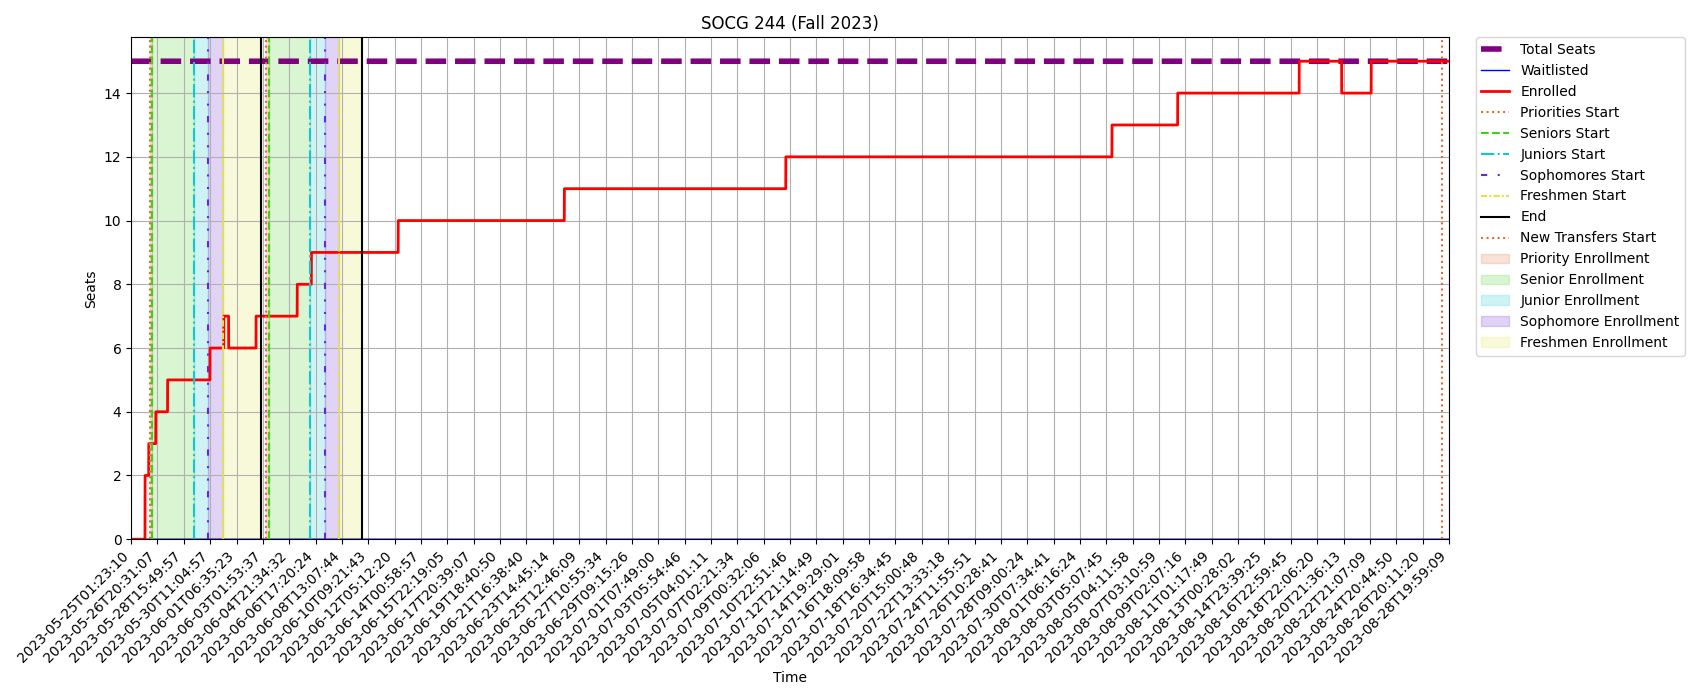 SOCG 244 (Fall 2023)
Seats
14
12
10
8
6
4
2
0
2023-05-25T01:23:10
2023-05-26T20:31:07
2023-05-28T15:49:57
2023-05-30T11:04:57
2023-06-01T06:35:23
2023-06-03T01:53:37
2023-06-04T21:34:32
2023-06-06T17:20:24
2023-06-08T13:07:44
2023-06-10T09:21:43
2023-06-12T05:12:20
2023-06-14T00:58:57
2023-06-15T22:19:05
2023-06-17T20:39:07
2023-06-19T18:40:50
2023-06-21T16:38:40
2023-06-23T14:45:14
2023-06-25T12:46:09
2023-06-27T10:55:34
2023-06-29T09:15:26
2023-07-01T07:49:00
2023-07-03T05:54:46
2023-07-05T04:01:11
2023-07-07T02:21:34
2023-07-09T00:32:06
2023-07-10T22:51:46
2023-07-12T21:14:49
2023-07-14T19:29:01
2023-07-16T18:09:58
2023-07-18T16:34:45
2023-07-20T15:00:48
2023-07-22T13:33:18
2023-07-24T11:55:51
2023-07-26T10:28:41
2023-07-28T09:00:24
2023-07-30T07:34:41
2023-08-01T06:16:24
2023-08-03T05:07:45
2023-08-05T04:11:58
2023-08-07T03:10:59
2023-08-09T02:07:16
2023-08-11T01:17:49
2023-08-13T00:28:02
2023-08-14T23:39:25
2023-08-16T22:59:45
2023-08-18T22:06:20
2023-08-20T21:36:13
2023-08-22T21:07:09
2023-08-24T20:44:50
2023-08-26T20:11:20
2023-08-28T19:59:09
Time
Total Seats
Waitlisted
Enrolled
Priorities Start
Seniors Start
Juniors Start
Sophomores Start
Freshmen Start
End
New Transfers Start
Priority Enrollment
Senior Enrollment
Junior Enrollment
Sophomore Enrollment
Freshmen Enrollment